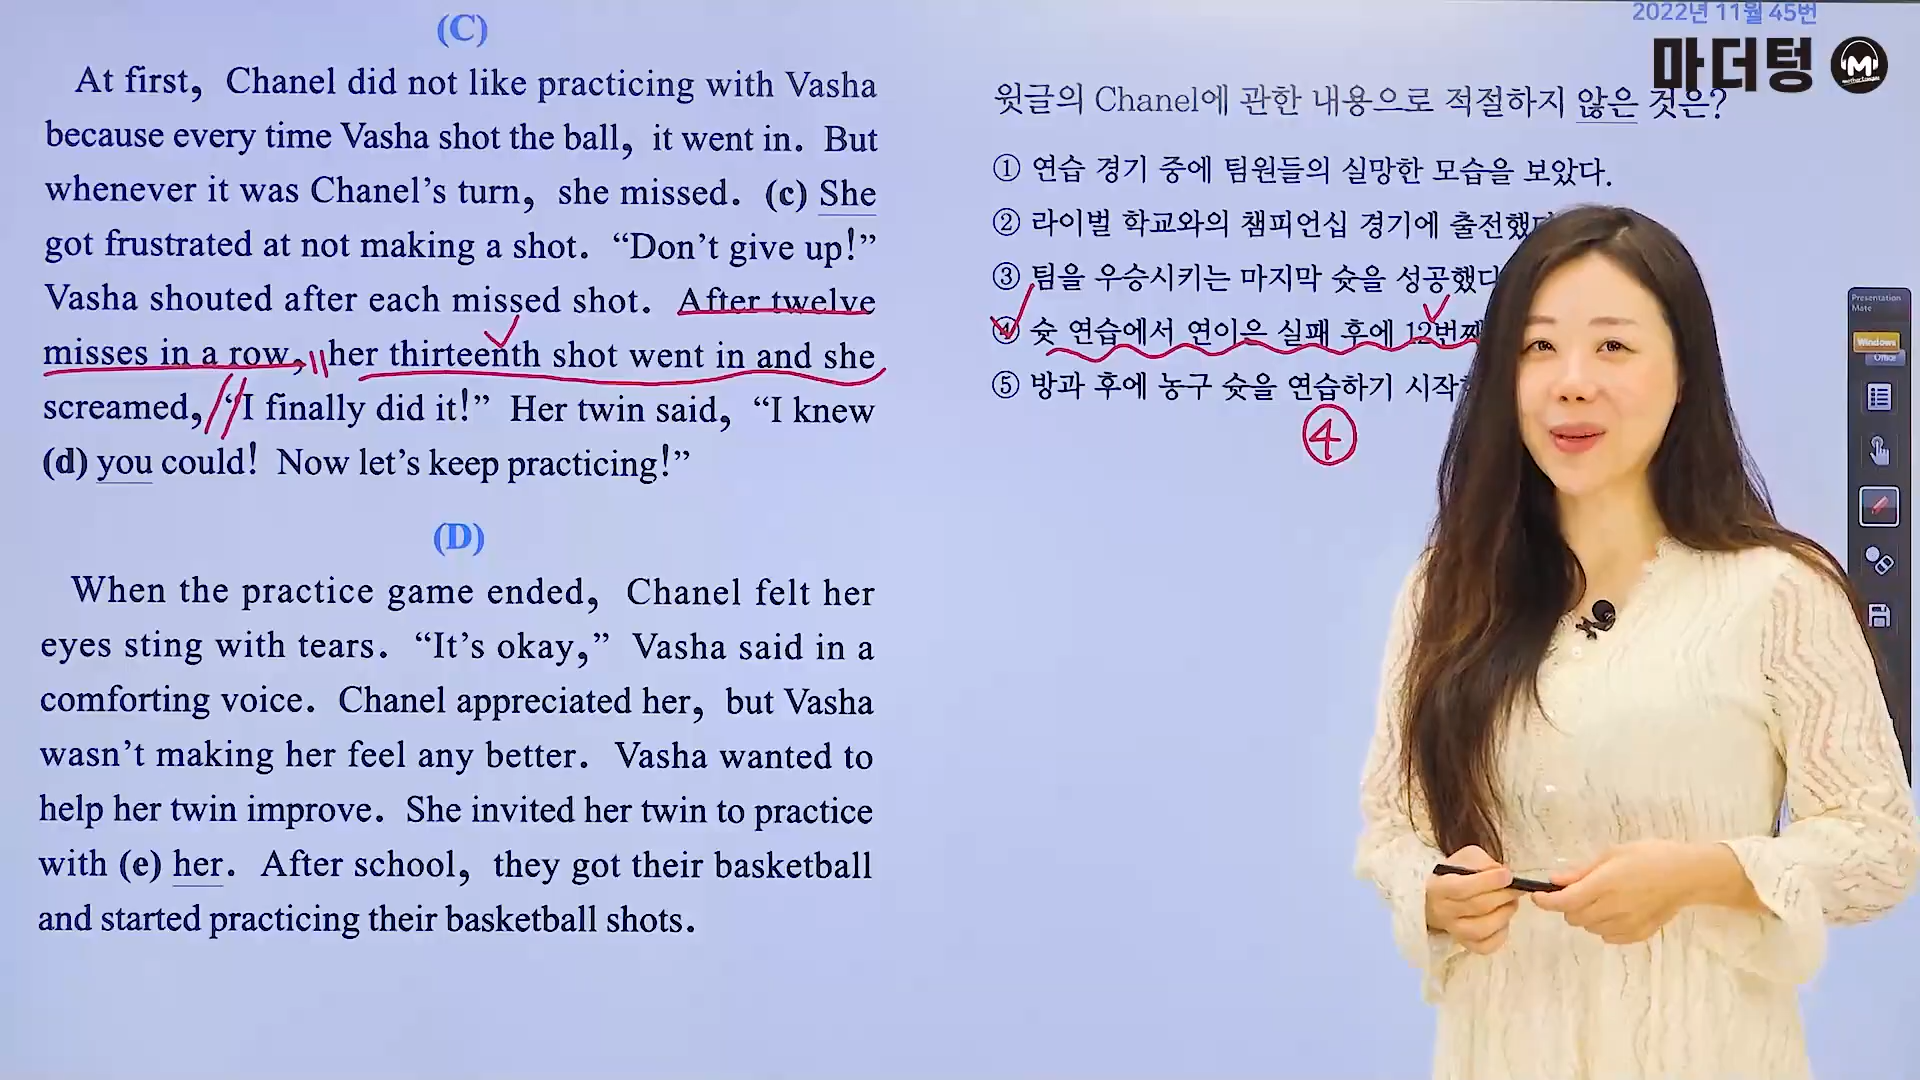 2022년 11월 45번
마더텅
(C)
At first, Chanel did not like practicing with Vasha
because every time Vasha shot the ball, it went in. But
whenever it was Chanel’s turn, she missed. (c) She
got frustrated at not making a shot. “Don’t give up!”
Vasha shouted after each missed shot. After twelve
misses in a row, her thirteenth shot went in and she
screamed, “I finally did it!” Her twin said, “I knew
(d) you could! Now let’s keep practicing!”
(D)
When the practice game ended, Chanel felt her
eyes sting with tears. “It’s okay,” Vasha said in a
comforting voice. Chanel appreciated her, but Vasha
wasn’t making her feel any better. Vasha wanted to
help her twin improve. She invited her twin to practice
with (e) her. After school, they got their basketball
and started practicing their basketball shots.
윗글의 Chanel에 관한 내용으로 적절하지 않은 것은?
① 연습 경기 중에 팀원들의 실망한 모습을 보았다.
② 라이벌 학교와의 챔피언십 경기에 출전했다
③ 팀을 우승시키는 마지막 슛을 성공했다
④ 슛 연습에서 연이은 실패 후에 12번째
⑤ 방과 후에 농구 슛을 연습하기 시작
④
Presentation
Mate
Windows
Office